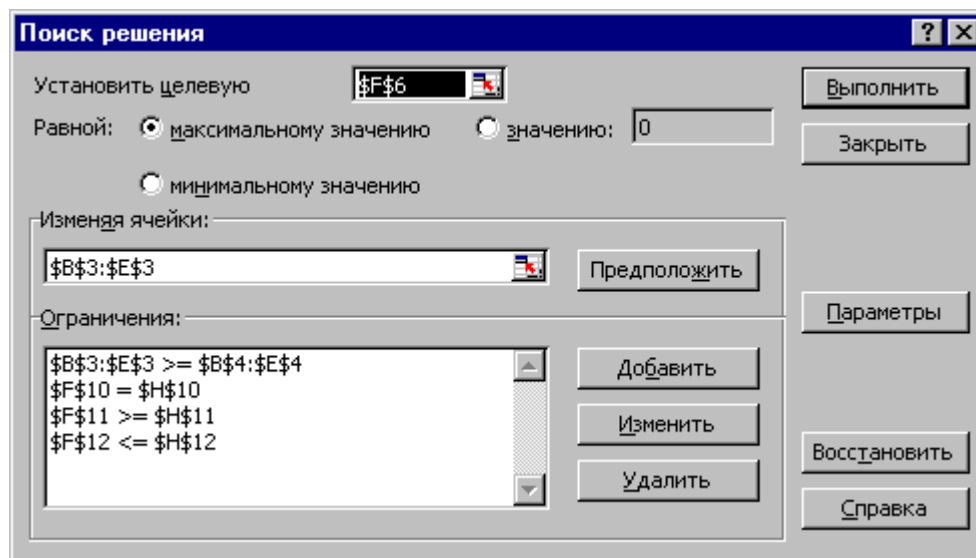 Поиск решения
Установить целевую $F$6
Выполнить
Равной: максимальному значению значению: 0
Закрыть
минимальному значению
Изменяя ячейки:
$B$3:$E$3 Предположить
Ограничения:
Параметры
$B$3:$E$3 >= $B$4:$E$4
Добавить
$F$10 = $H$10
$F$11 >= $H$11
Изменить
$F$12 <= $H$12
Восстановить
Удалить
Справка